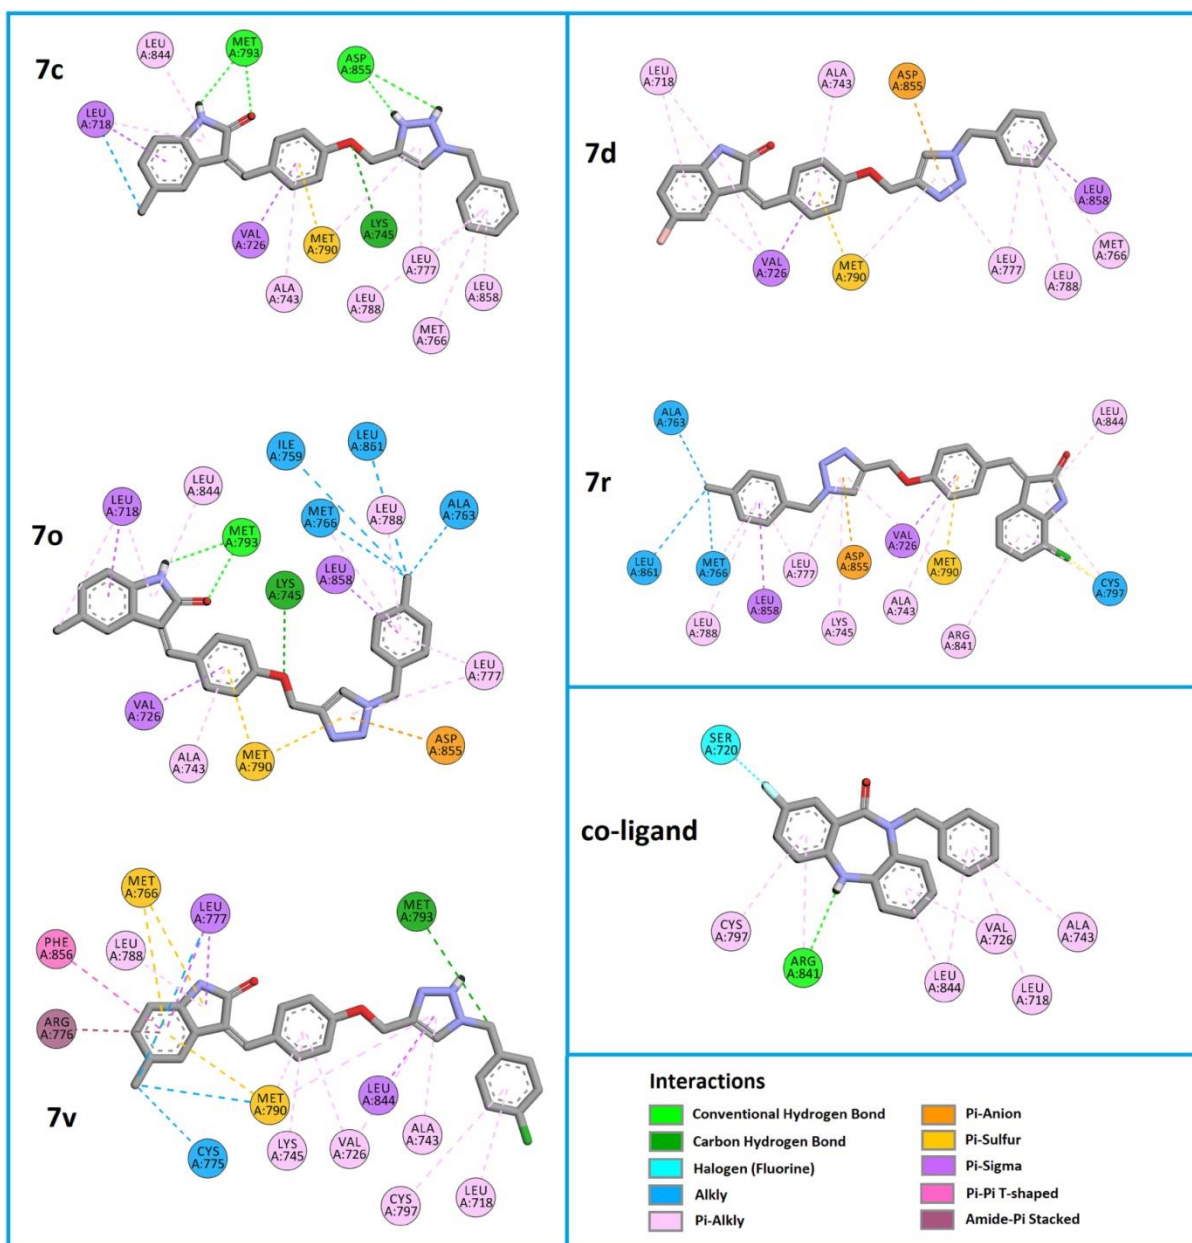 7c
LEU
A:844
MET
A:793
ASP
A:855
LEU
A:718
VAL
A:726
MET
A:790
LYS
A:745
ALA
A:743
LEU
A:777
LEU
A:788
LEU
A:858
MET
A:766
7d
LEU
A:718
ALA
A:743
ASP
A:855
LEU
A:858
VAL
A:726
MET
A:790
LEU
A:777
LEU
A:788
MET
A:766
7o
ILE
A:759
LEU
A:861
LEU
A:844
LEU
A:718
MET
A:766
LEU
A:788
ALA
A:763
MET
A:793
LEU
A:858
LYS
A:745
LEU
A:777
VAL
A:726
ALA
A:743
MET
A:790
ASP
A:855
7r
ALA
A:763
LEU
A:844
LEU
A:861
MET
A:766
LEU
A:777
ASP
A:855
VAL
A:726
MET
A:790
CYS
A:797
LEU
A:788
LEU
A:858
LYS
A:745
ALA
A:743
ARG
A:841
co-ligand
SER
A:720
CYS
A:797
ARG
A:841
LEU
A:844
VAL
A:726
LEU
A:718
ALA
A:743
7v
MET
A:766
LEU
A:777
MET
A:793
PHE
A:856
LEU
A:788
ARG
A:776
MET
A:790
LEU
A:844
CYS
A:775
LYS
A:745
VAL
A:726
ALA
A:743
CYS
A:797
LEU
A:718
Interactions
Conventional Hydrogen Bond
Carbon Hydrogen Bond
Halogen (Fluorine)
Alkly
Pi-Alkly
Pi-Anion
Pi-Sulfur
Pi-Sigma
Pi-Pi T-shaped
Amide-Pi Stacked